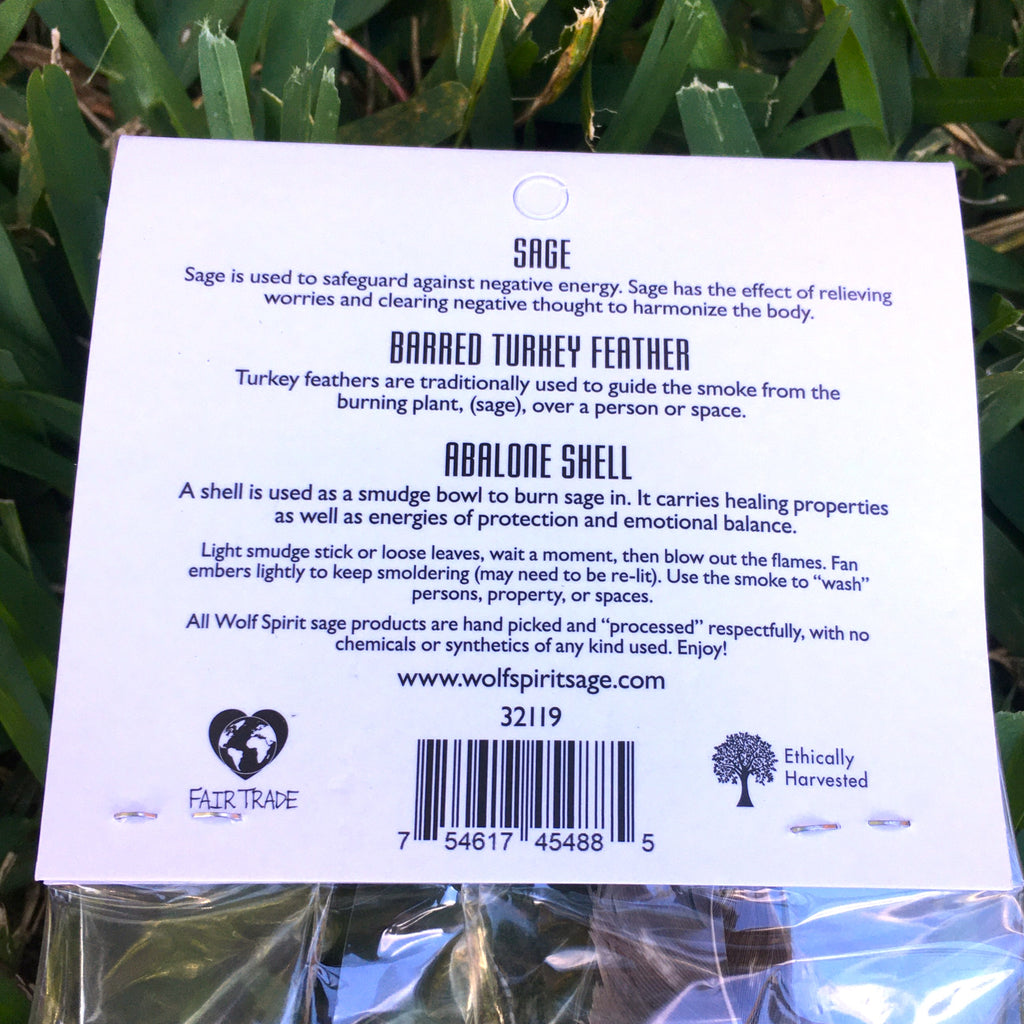 SAGE
Sage is used to safeguard against negative energy. Sage has the effect of relieving
worries and clearing negative thought to harmonize the body.
BARRED TURKEY FEATHER
Turkey feathers are traditionally used to guide the smoke from the
burning plant, (sage), over a person or space.
ABALONE SHELL
A shell is used as a smudge bowl to burn sage in. It carries healing properties
as well as energies of protection and emotional balance.
Light smudge stick or loose leaves, wait a moment, then blow out the flames. Fan
embers lightly to keep smoldering (may need to be re-lit). Use the smoke to “wash”
persons, property, or spaces.
All Wolf Spirit sage products are hand picked and “processed” respectfully, with no
chemicals or synthetics of any kind used. Enjoy!
www.wolfspiritsage.com
32119
FAIR TRADE
7 54617 45488 5
Ethically
Harvested